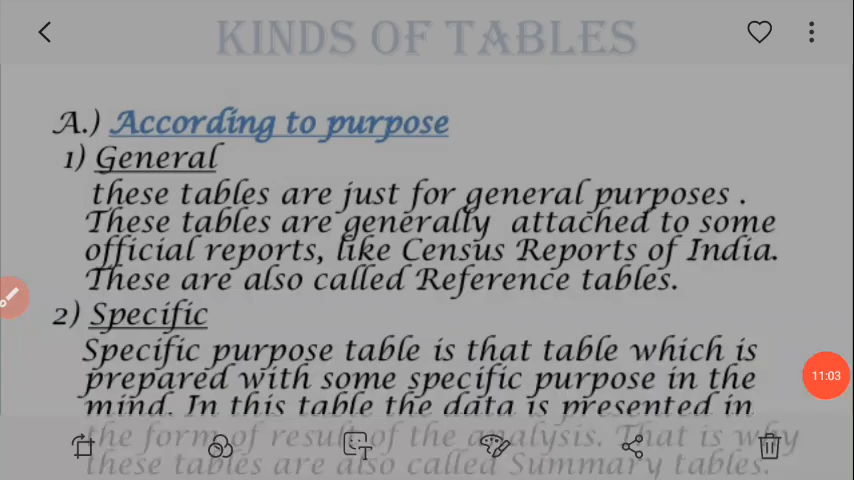 KINDS OF TABLES
A.) According to purpose
1) General
these tables are just for general purposes .
These tables are generally attached to some
official reports, like Census Reports of India.
These are also called Reference tables.
2) Specific
Specific purpose table is that table which is
prepared with some specific purpose in the
mind. In this table the data is presented in
the form of result of the analysis. That is why
these tables are also called Summary tables.
11:03